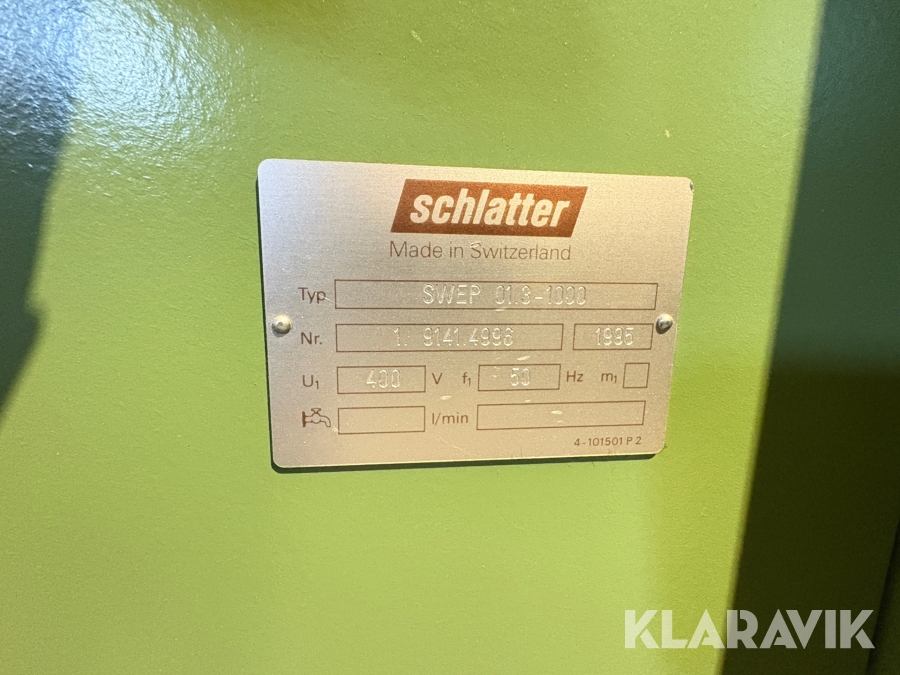 schlatter
Made in Switzerland
Typ SWEP 01.3-1000
Nr. 1. 9141.4996 1995
U1 400 V f1 50 Hz m1
l/min
4-101501 P 2
KLARAVIK